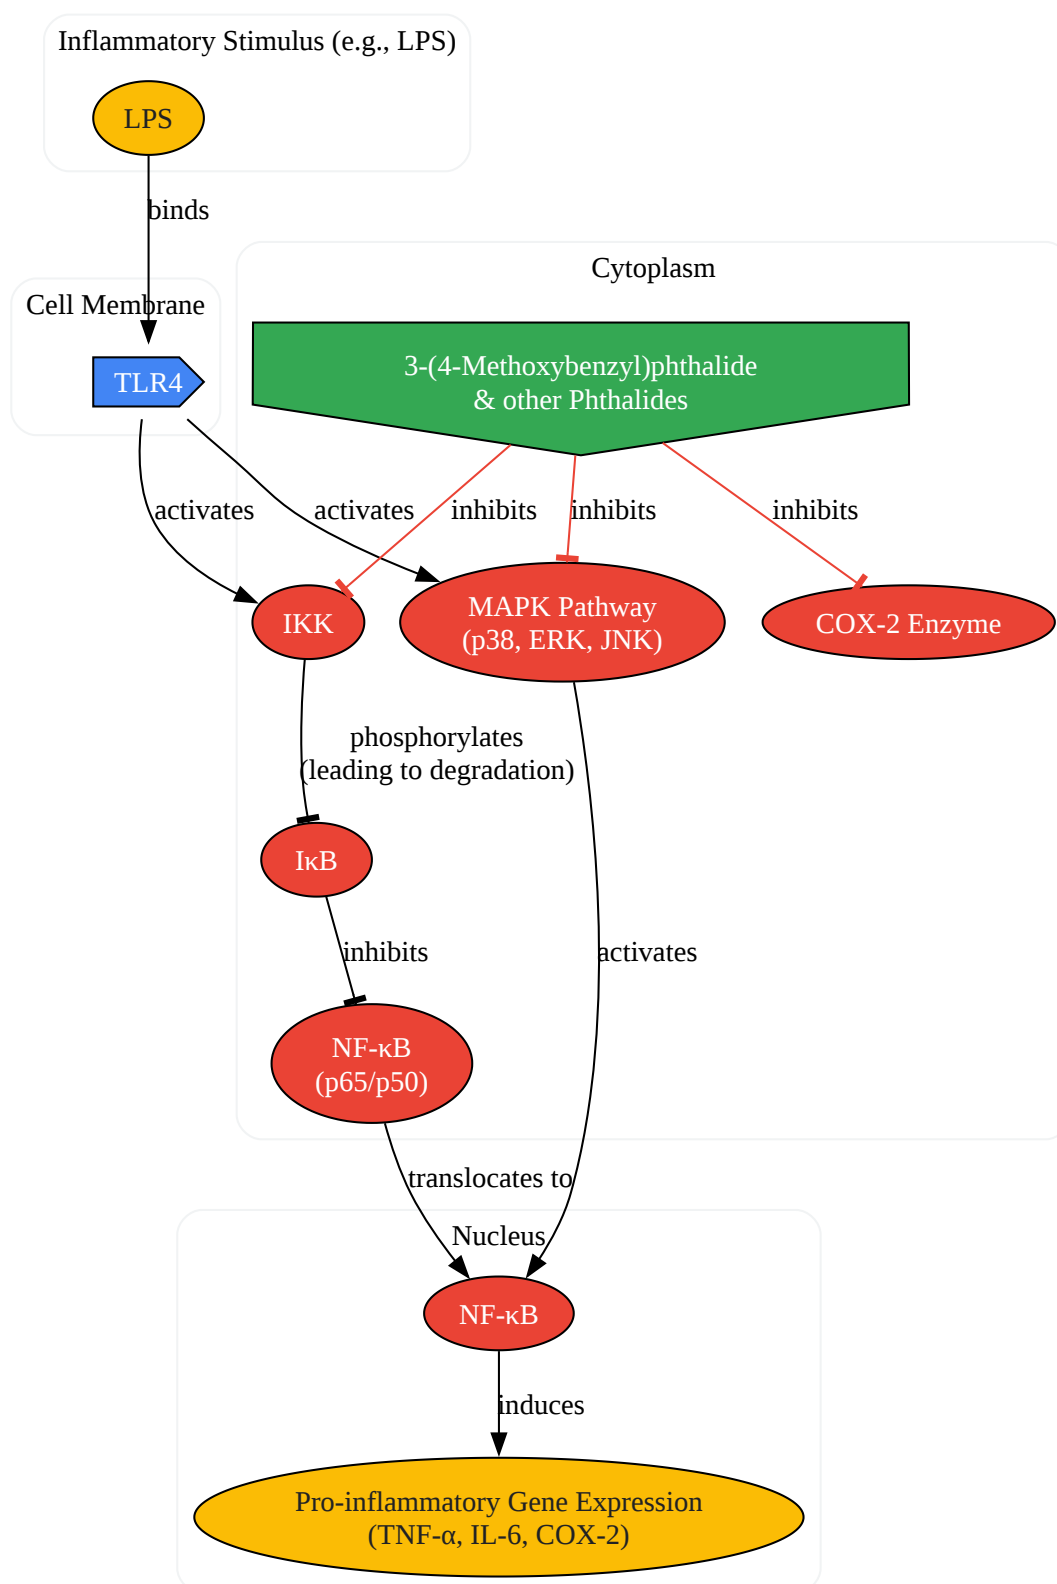 Inflammatory Stimulus (e.g., LPS)
LPS
binds
Cytoplasm
Cell Membrane
TLR4
3-(4-Methoxybenzyl)phthalide
& other Phthalides
activates
activates
inhibits
inhibits
inhibits
IKK
MAPK Pathway
(p38, ERK, JNK)
COX-2 Enzyme
phosphorylates
(leading to degradation)
IκB
inhibits
activates
NF-κB
(p65/p50)
translocates to
Nucleus
NF-κB
induces
Pro-inflammatory Gene Expression
(TNF-α, IL-6, COX-2)